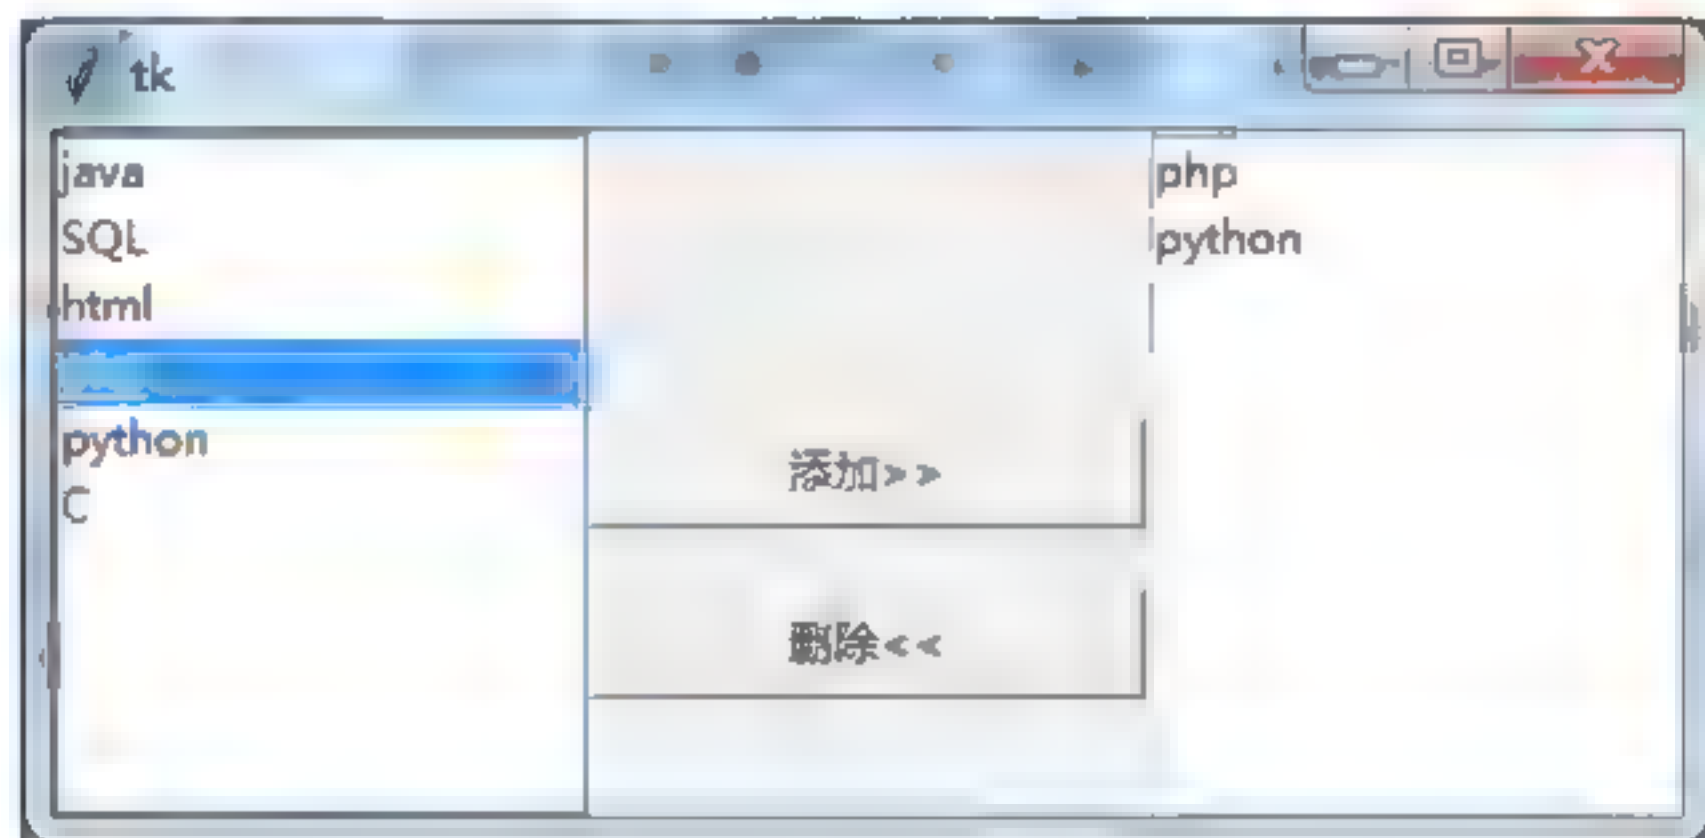 tk
java
SQL
html
python
C
添加>>
删除<<
php
python